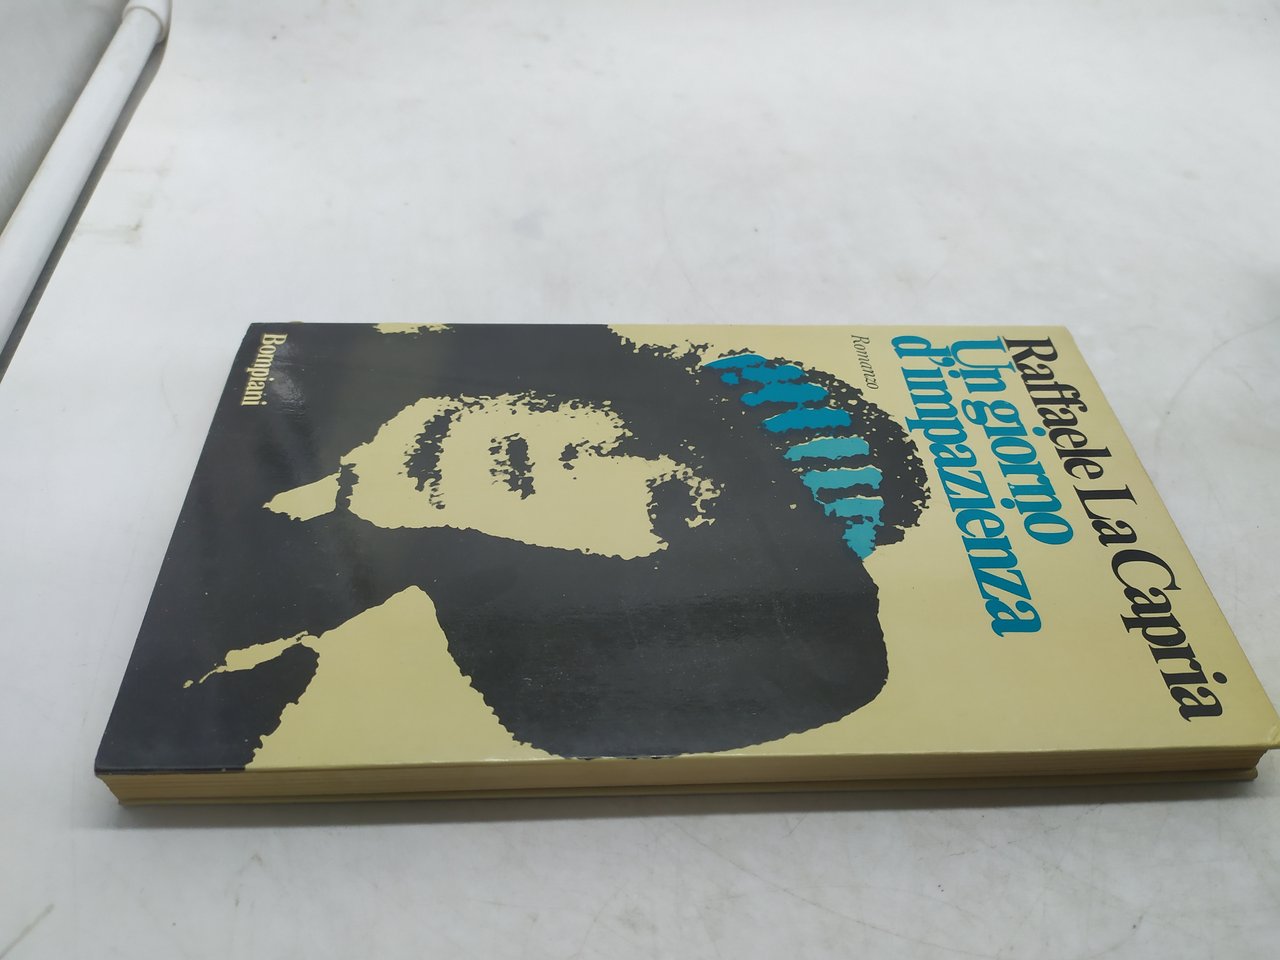 Raffaele La Capria
Un giorno
d'impazienza
Romanzo
Bompiani